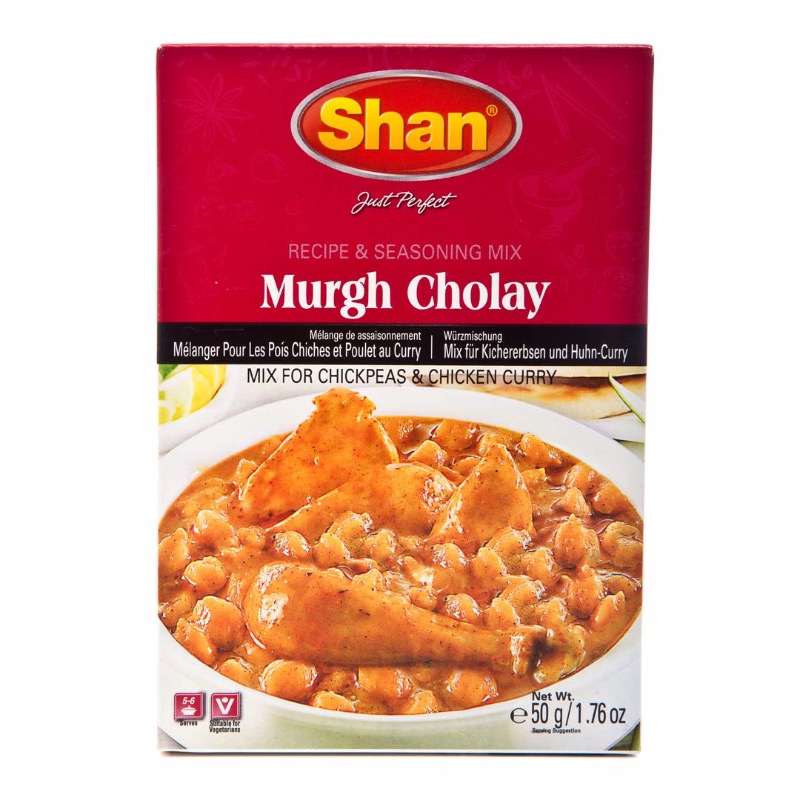 Shan®
Just Perfect
RECIPE & SEASONING MIX
Murgh Cholay
Mélange de assaisonnement
Mélanger Pour Les Pois Chiches et Poulet au Curry
Würzmischung
Mix für Kichererbsen und Huhn-Curry
MIX FOR CHICKPEAS & CHICKEN CURRY
5-6
Serves
V
Suitable for
Vegetarians
Net Wt.
℮ 50 g/1.76 oz
Serving Suggestion